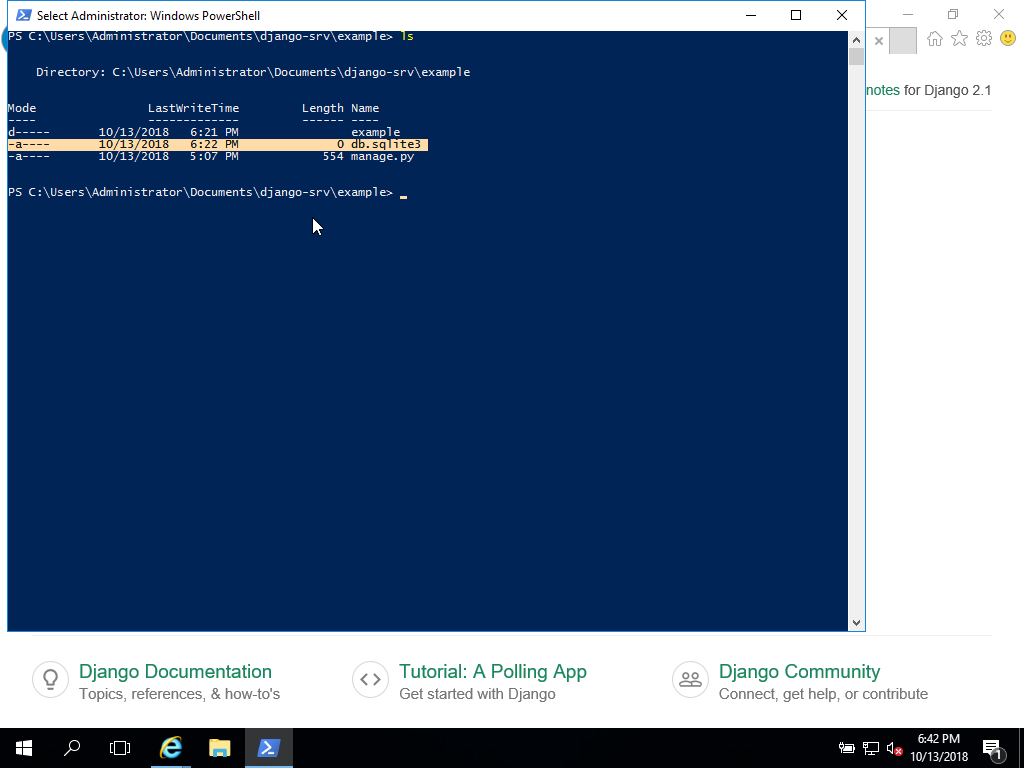 Select Administrator: Windows PowerShell
PS C:\Users\Administrator\Documents\django-srv\example> ls
Directory: C:\Users\Administrator\Documents\django-srv\example
Mode                LastWriteTime         Length Name
----                -------------         ------ ----
d-----       10/13/2018   6:21 PM                example
-a----       10/13/2018   6:22 PM              0 db.sqlite3
-a----       10/13/2018   5:07 PM            554 manage.py
PS C:\Users\Administrator\Documents\django-srv\example>
notes for Django 2.1
Django Documentation
Topics, references, & how-to's
Tutorial: A Polling App
Get started with Django
Django Community
Connect, get help, or contribute
6:42 PM
10/13/2018
1